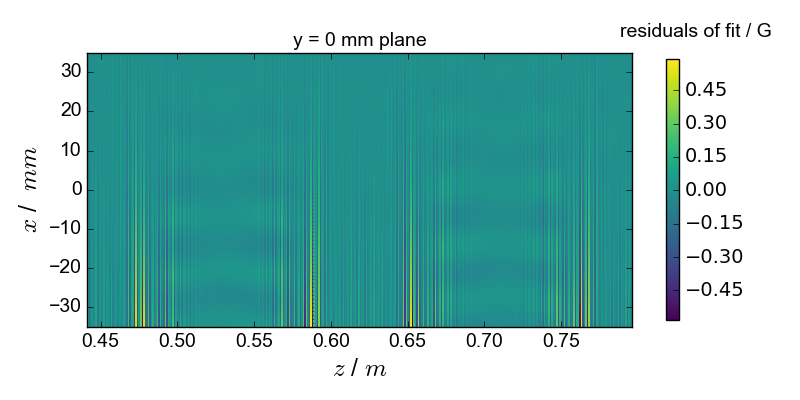 residuals of fit / G
y = 0 mm plane
30
20
10
0
−10
−20
−30
x / mm
0.45 0.50 0.55 0.60 0.65 0.70 0.75
z / m
0.45
0.30
0.15
0.00
−0.15
−0.30
−0.45